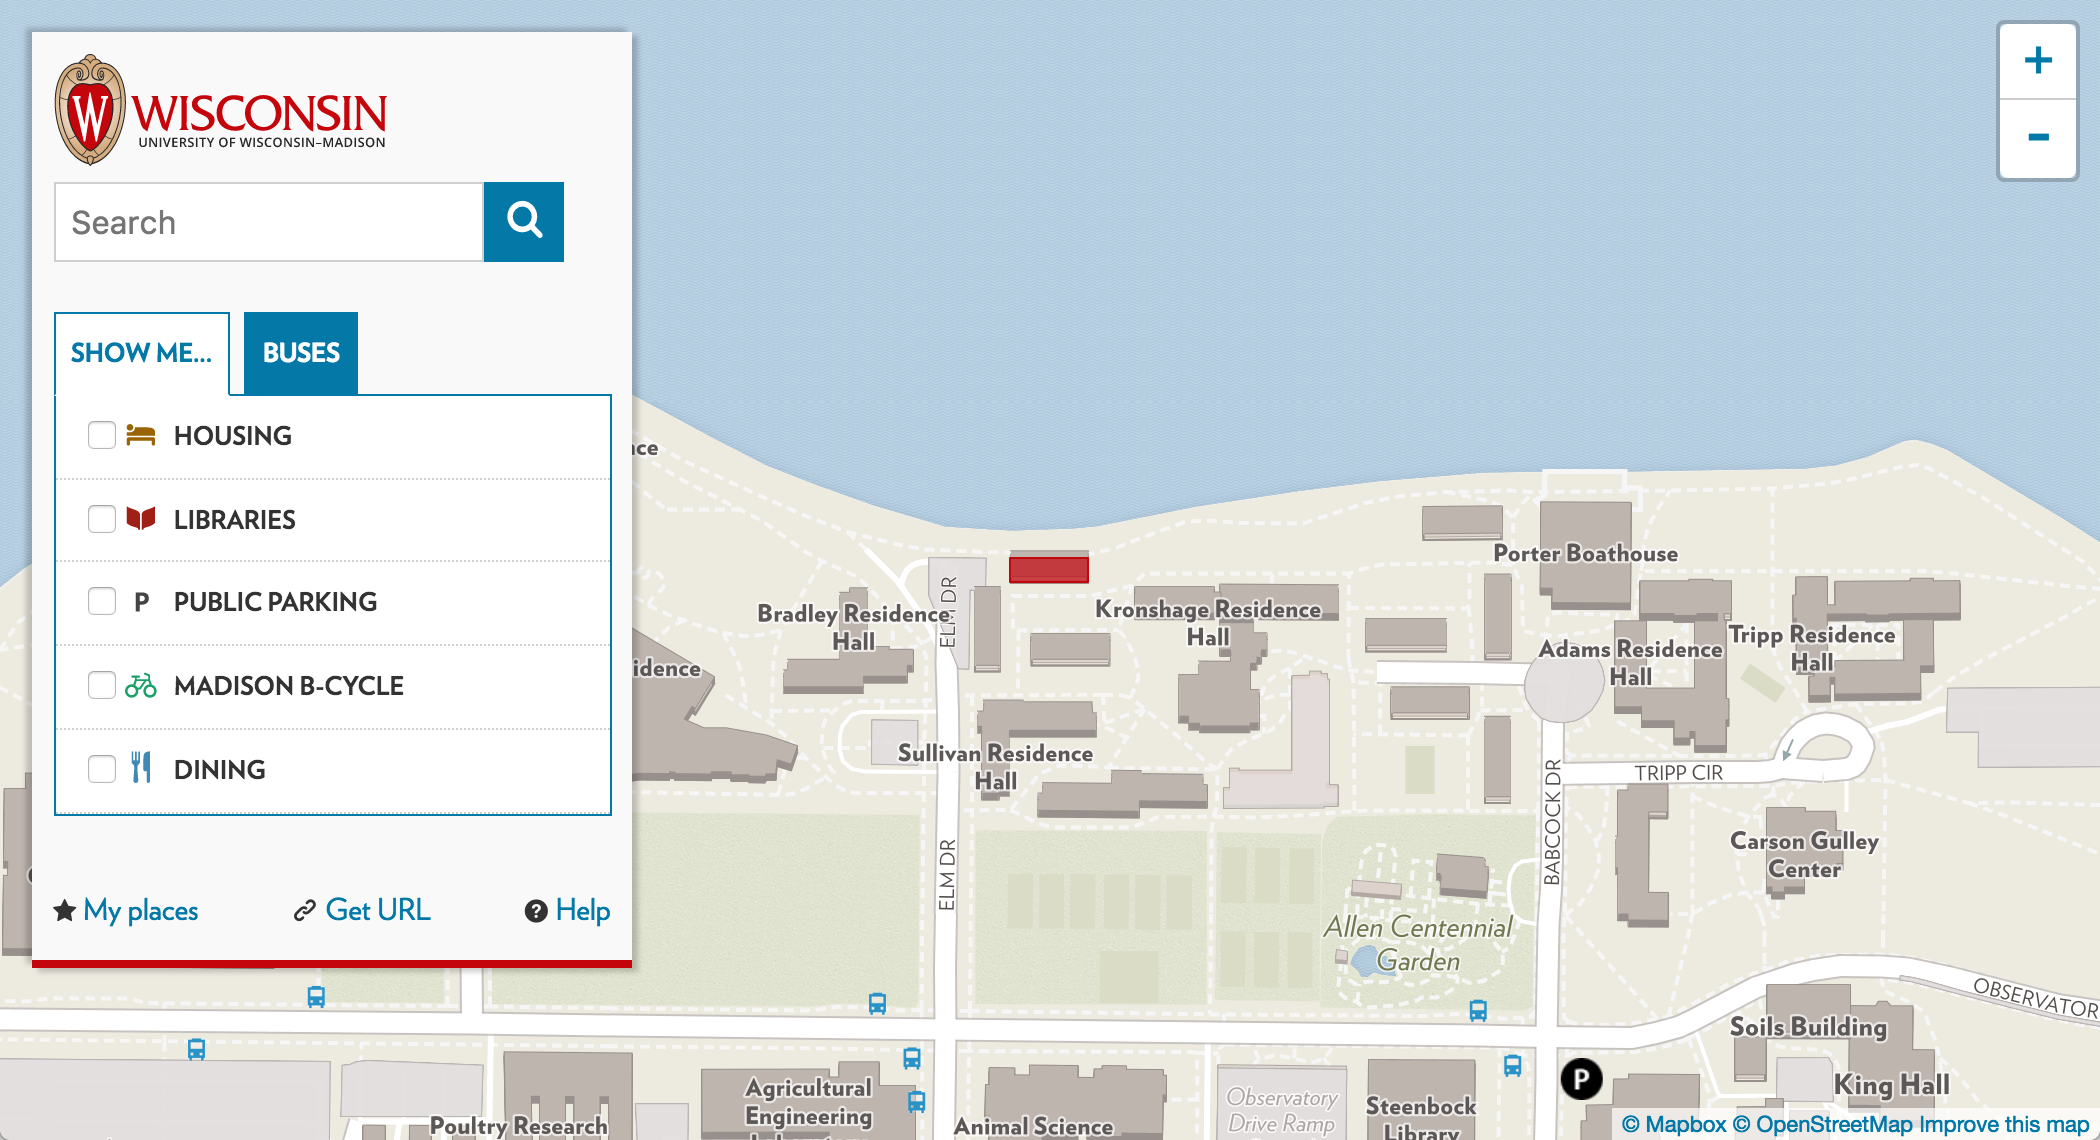 WISCONSIN
UNIVERSITY OF WISCONSIN–MADISON
Search
SHOW ME...
BUSES
HOUSING
LIBRARIES
P PUBLIC PARKING
MADISON B-CYCLE
DINING
My places
Get URL
? Help
+
-
Bradley Residence
Hall
ELM DR
Kronshage Residence
Hall
Porter Boathouse
Adams Residence
Hall
Tripp Residence
Hall
idence
Sullivan Residence
Hall
TRIPP CIR
BABCOCK DR
Carson Gulley
Center
ELM DR
Allen Centennial
Garden
OBSERVATOR
Soils Building
King Hall
P
Agricultural
Engineering
Poultry Research
Animal Science
Observatory
Drive Ramp
Steenbock
Library
© Mapbox © OpenStreetMap Improve this map